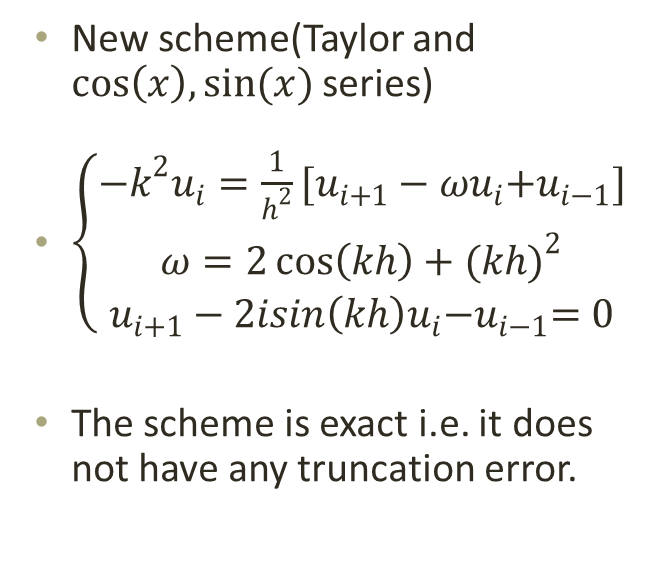 • New scheme(Taylor and
cos(x), sin(x) series)
• −k²uᵢ = 1/h² [uᵢ₊₁ − ωuᵢ+uᵢ₋₁]
ω = 2 cos(kh) + (kh)²
uᵢ₊₁ − 2isin(kh)uᵢ−uᵢ₋₁= 0
• The scheme is exact i.e. it does
not have any truncation error.